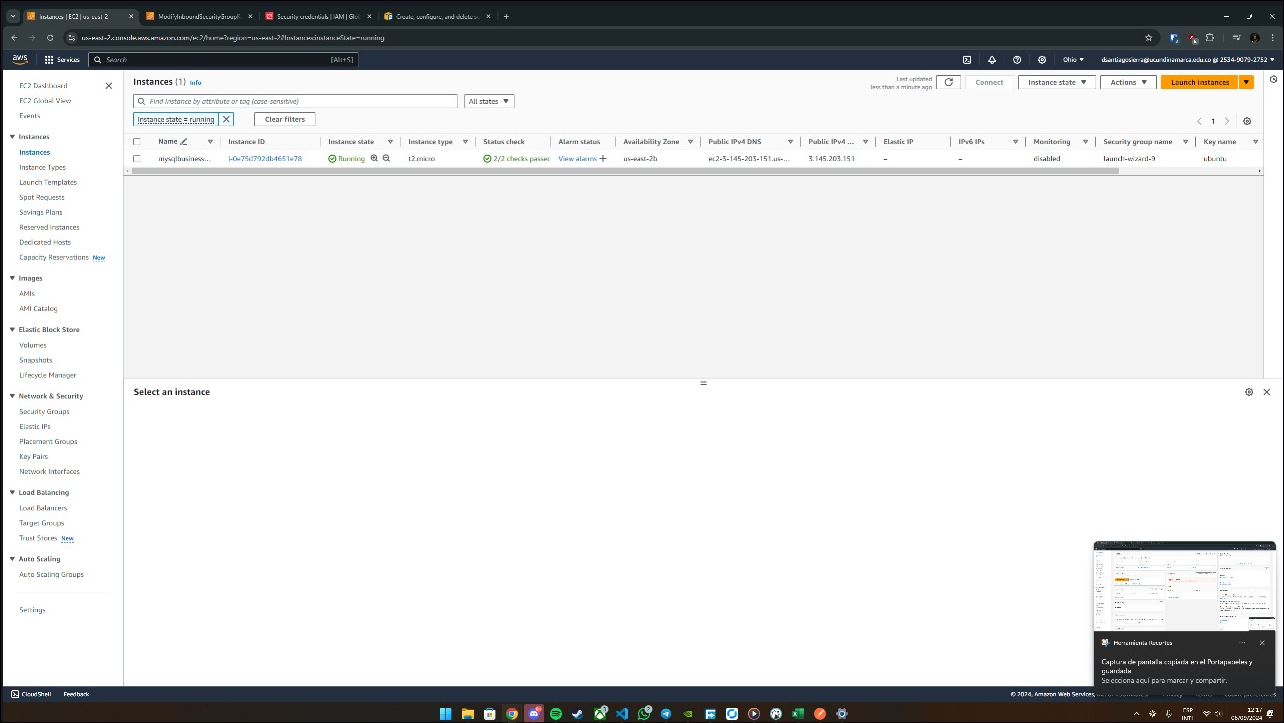 Instances | EC2 | us-east-2
ModifyInboundSecurityGroupR
Security credentials | IAM | Glob
Create, configure, and delete se
us-east-2.console.aws.amazon.com/ec2/home?region=us-east-2#Instances:instanceState=running
aws
Services
Search
[Alt+S]
Ohio
dsantiagosierra@ucundinamarca.edu.co @ 2534-9079-2752
EC2 Dashboard
EC2 Global View
Events
Instances
Instances
Instance Types
Launch Templates
Spot Requests
Savings Plans
Reserved Instances
Dedicated Hosts
Capacity Reservations New
Images
AMIs
AMI Catalog
Elastic Block Store
Volumes
Snapshots
Lifecycle Manager
Network & Security
Security Groups
Elastic IPs
Placement Groups
Key Pairs
Network Interfaces
Load Balancing
Load Balancers
Target Groups
Trust Stores New
Auto Scaling
Auto Scaling Groups
Settings
Instances (1) Info
Last updated
less than a minute ago
Connect
Instance state
Actions
Launch instances
Find Instance by attribute or tag (case-sensitive)
All states
Instance state = running
Clear filters
1
Name Instance ID Instance state Instance type Status check Alarm status Availability Zone Public IPv4 DNS Public IPv4 ... Elastic IP IPv6 IPs Monitoring Security group name Key name
mysqlbusiness... i-0e75d792db4651e78 Running t2.micro 2/2 checks passed View alarms + us-east-2b ec2-3-145-203-151.us-... 3.145.203.151 – – disabled launch-wizard-9 ubuntu
Select an instance
Herramienta Recortes
Captura de pantalla copiada en el Portapapeles y
guardada
Selecciona aquí para marcar y compartir.
CloudShell
Feedback
© 2024, Amazon Web Services,
ESP
INTl
12:17
06/09/2024